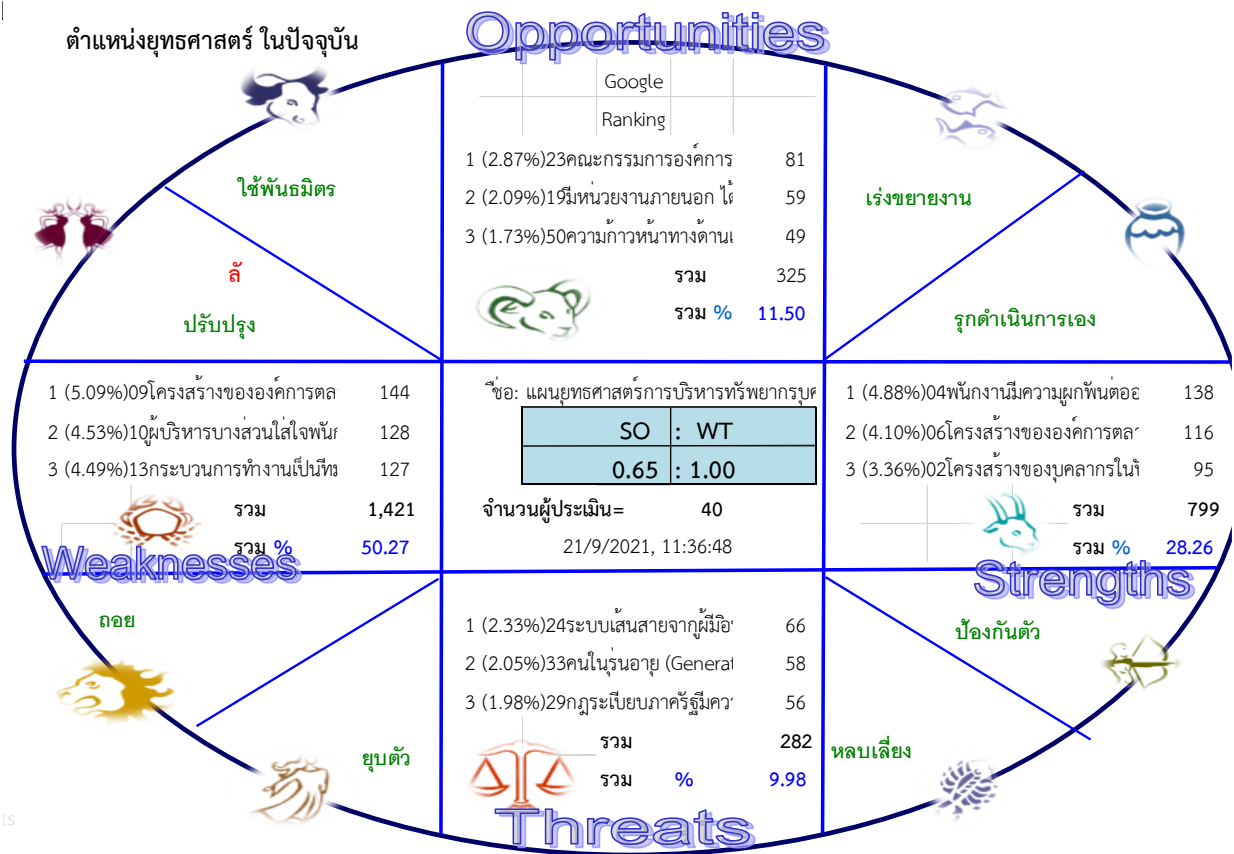 ตำแหน่งยุทธศาสตร์ ในปัจจุบัน
Opportunities
Google
Ranking
1 (2.87%)23คณะกรรมการองค์การ 81
2 (2.09%)19มีหน่วยงานภายนอก ได้ 59
3 (1.73%)50ความก้าวหน้าทางด้านเ 49
รวม 325
รวม % 11.50
ใช้พันธมิตร
ลั
ปรับปรุง
เร่งขยายงาน
รุกดำเนินการเอง
1 (5.09%)09โครงสร้างขององค์การตล 144
2 (4.53%)10ผู้บริหารบางส่วนใส่ใจพนัก 128
3 (4.49%)13กระบวนการทำงานเป็นทีม 127
รวม 1,421
รวม % 50.27
Weaknesses
ชื่อ: แผนยุทธศาสตร์การบริหารทรัพยากรบุค
SO : WT
0.65 : 1.00
จำนวนผู้ประเมิน= 40
21/9/2021, 11:36:48
1 (4.88%)04พนักงานมีความผูกพันต่ออ 138
2 (4.10%)06โครงสร้างขององค์การตลา 116
3 (3.36%)02โครงสร้างของบุคลากรในปั 95
รวม 799
รวม % 28.26
Strengths
ถอย
ยุบตัว
1 (2.33%)24ระบบเส้นสายจากผู้มีอิ 66
2 (2.05%)33คนในรุ่นอายุ (Generat 58
3 (1.98%)29กฎระเบียบภาครัฐมีควา 56
รวม 282
รวม % 9.98
Threats
ป้องกันตัว
หลบเลี่ยง
ts